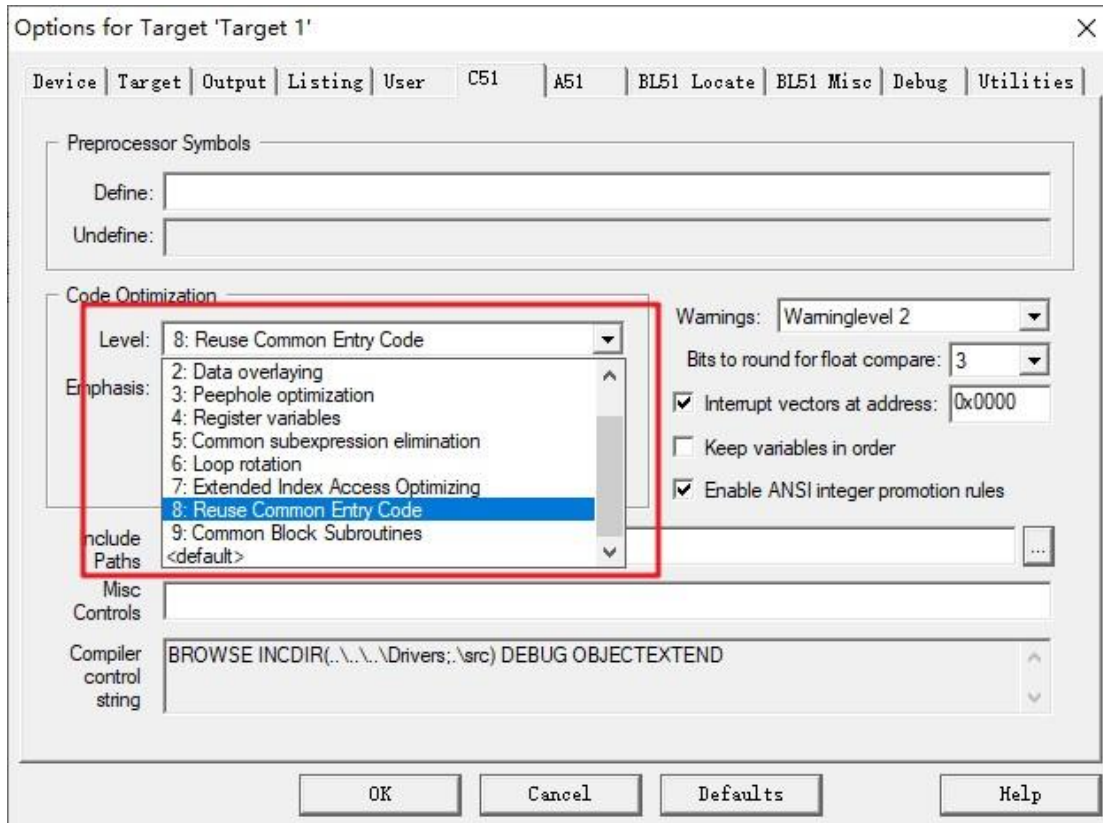 Options for Target 'Target 1'
Device Target Output Listing User C51 A51 BL51 Locate BL51 Misc Debug Utilities
Preprocessor Symbols
Define:
Undefine:
Code Optimization
Level: 8: Reuse Common Entry Code
2: Data overlaying
3: Peephole optimization
4: Register variables
5: Common subexpression elimination
6: Loop rotation
7: Extended Index Access Optimizing
8: Reuse Common Entry Code
9: Common Block Subroutines
<default>
Emphasis:
Warnings: Warninglevel 2
Bits to round for float compare: 3
Interrupt vectors at address: 0x0000
Keep variables in order
Enable ANSI integer promotion rules
Include
Paths
...
Misc
Controls
Compiler
control
string
BROWSE INCDIR(..\..\..\Drivers;.\src) DEBUG OBJECTEXTEND
OK Cancel Defaults Help